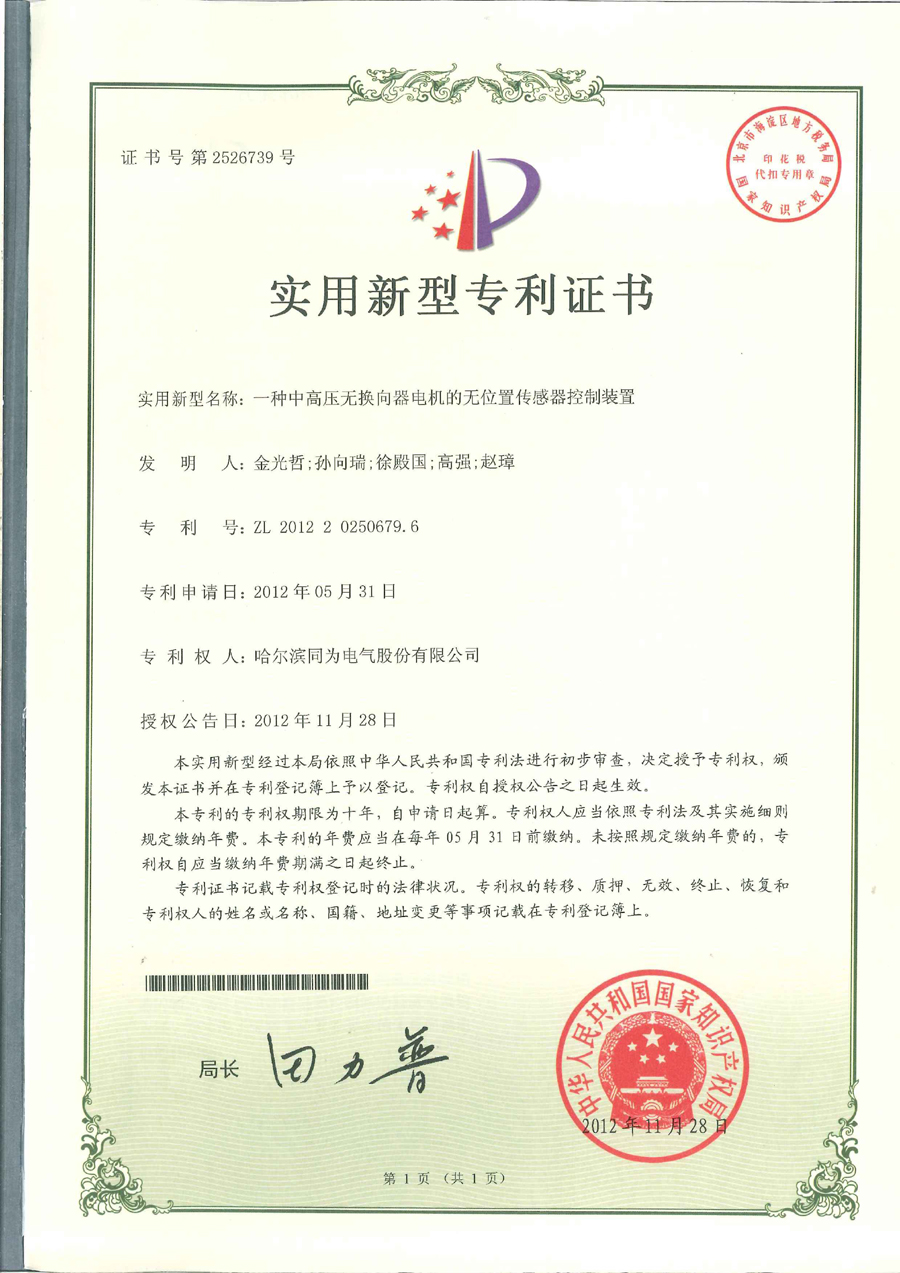 证书号第2526739号
北京市海淀区地方税务局
印花税
代扣专用章
国家知识产权局
实用新型专利证书
实用新型名称：一种中高压无换向器电机的无位置传感器控制装置
发明人：金光哲;孙向瑞;徐殿国;高强;赵璋
专利号：ZL 2012 2 0250679.6
专利申请日：2012年05月31日
专利权人：哈尔滨同为电气股份有限公司
授权公告日：2012年11月28日
本实用新型经过本局依照中华人民共和国专利法进行初步审查，决定授予专利权，颁
发本证书并在专利登记簿上予以登记。专利权自授权公告之日起生效。
本专利的专利权期限为十年，自申请日起算。专利权人应当依照专利法及其实施细则
规定缴纳年费。本专利的年费应当在每年05月31日前缴纳。未按照规定缴纳年费的，专
利权自应当缴纳年费期满之日起终止。
专利证书记载专利权登记时的法律状况。专利权的转移、质押、无效、终止、恢复和
专利权人的姓名或名称、国籍、地址变更等事项记载在专利登记簿上。
局长 田力普
中华人民共和国国家知识产权局
2012年11月28日
第1页（共1页）